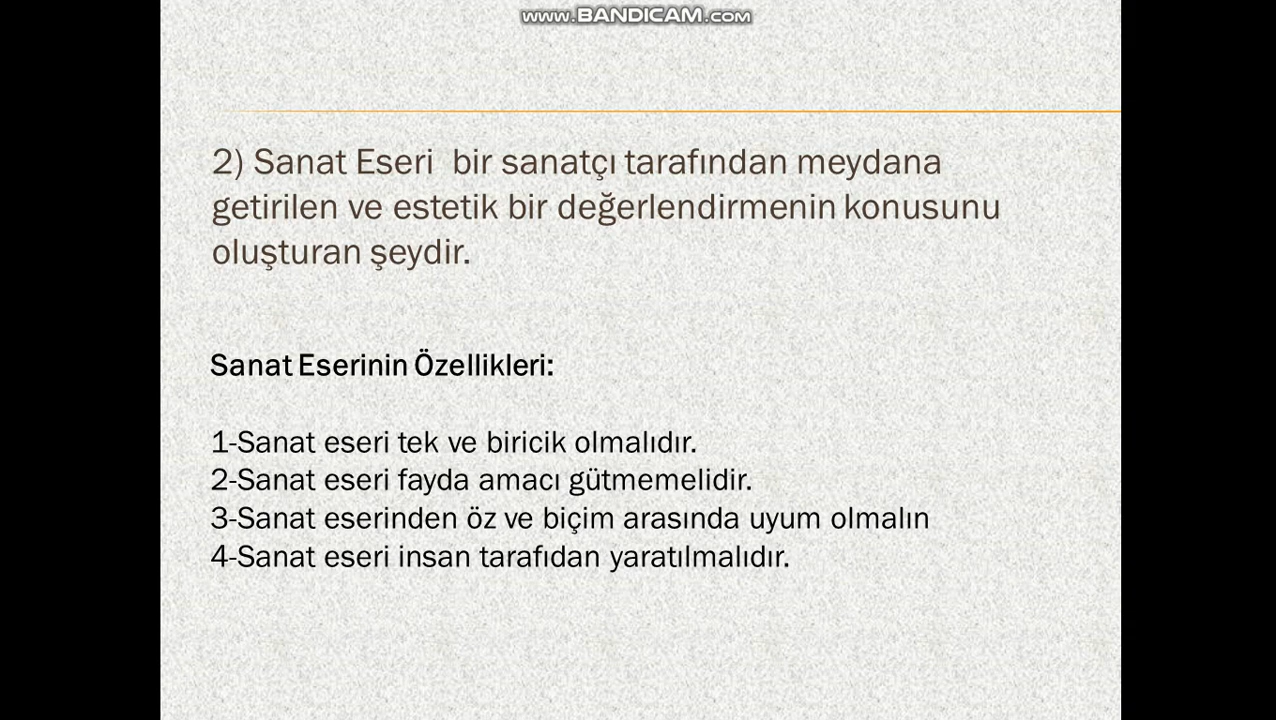 www.BANDICAM.com
2) Sanat Eseri bir sanatçı tarafından meydana
getirilen ve estetik bir değerlendirmenin konusunu
oluşturan şeydir.
Sanat Eserinin Özellikleri:
1-Sanat eseri tek ve biricik olmalıdır.
2-Sanat eseri fayda amacı gütmemelidir.
3-Sanat eserinden öz ve biçim arasında uyum olmalın
4-Sanat eseri insan tarafıdan yaratılmalıdır.